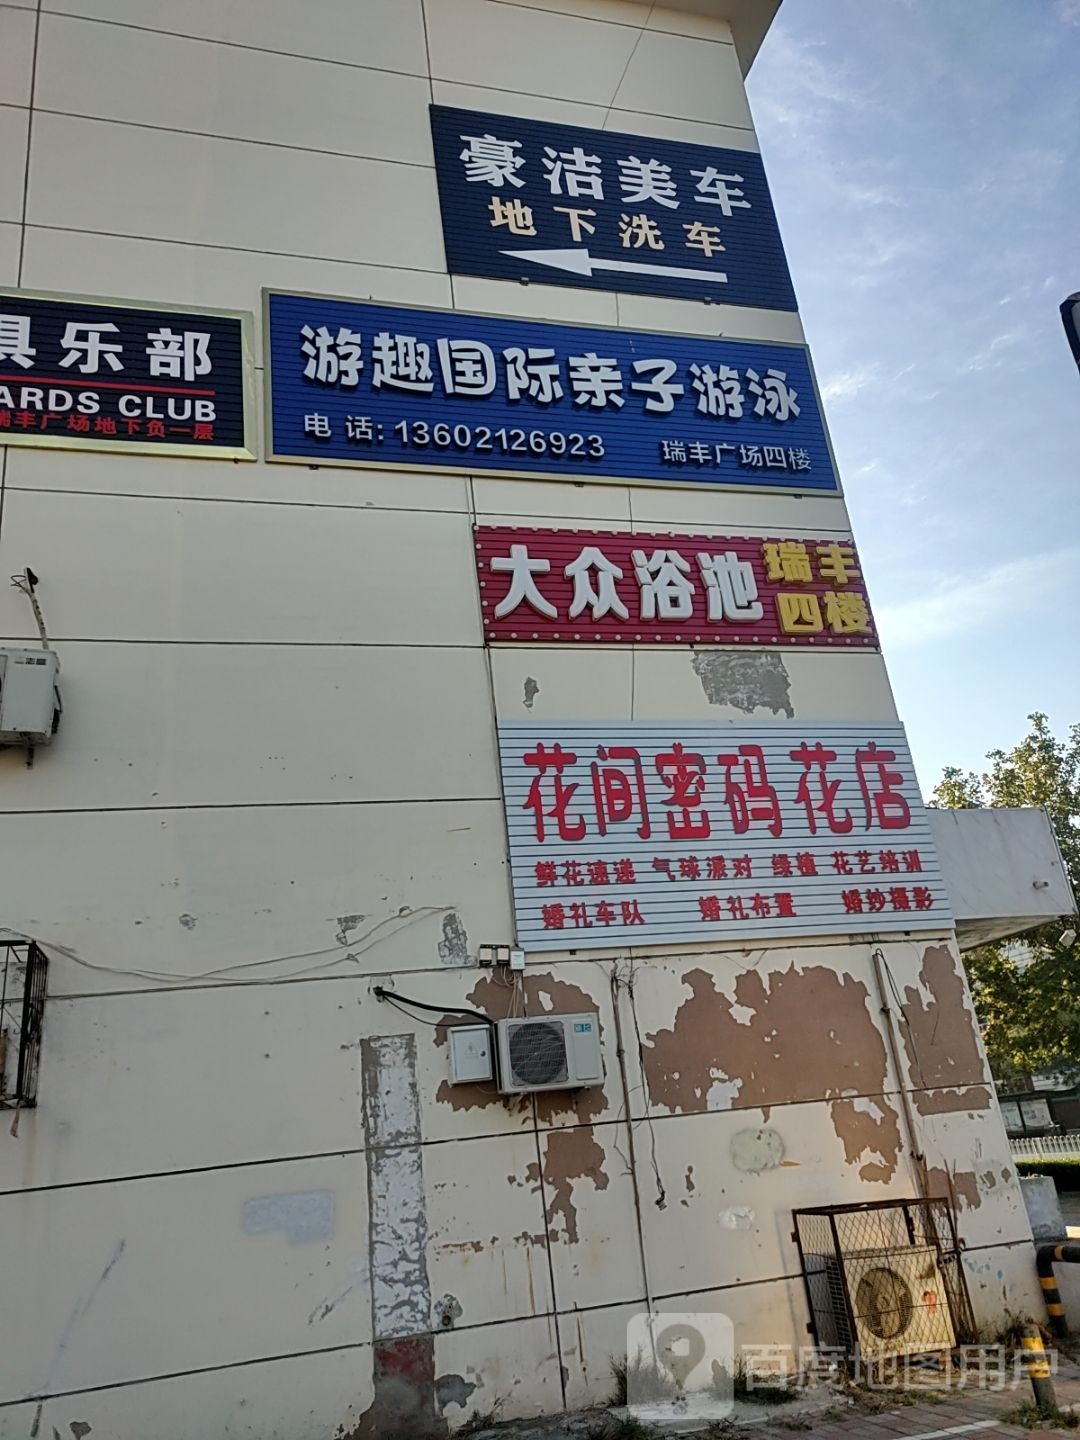 豪洁美车
地下洗车
俱乐部
ARDS CLUB
瑞丰广场地下负一层
游趣国际亲子游泳
电话:13602126923 瑞丰广场四楼
大众浴池
瑞丰
四楼
花间密码花店
鲜花速递 气球派对 绿植 花艺培训
婚礼车队 婚礼布置 婚纱摄影
百度地图用户